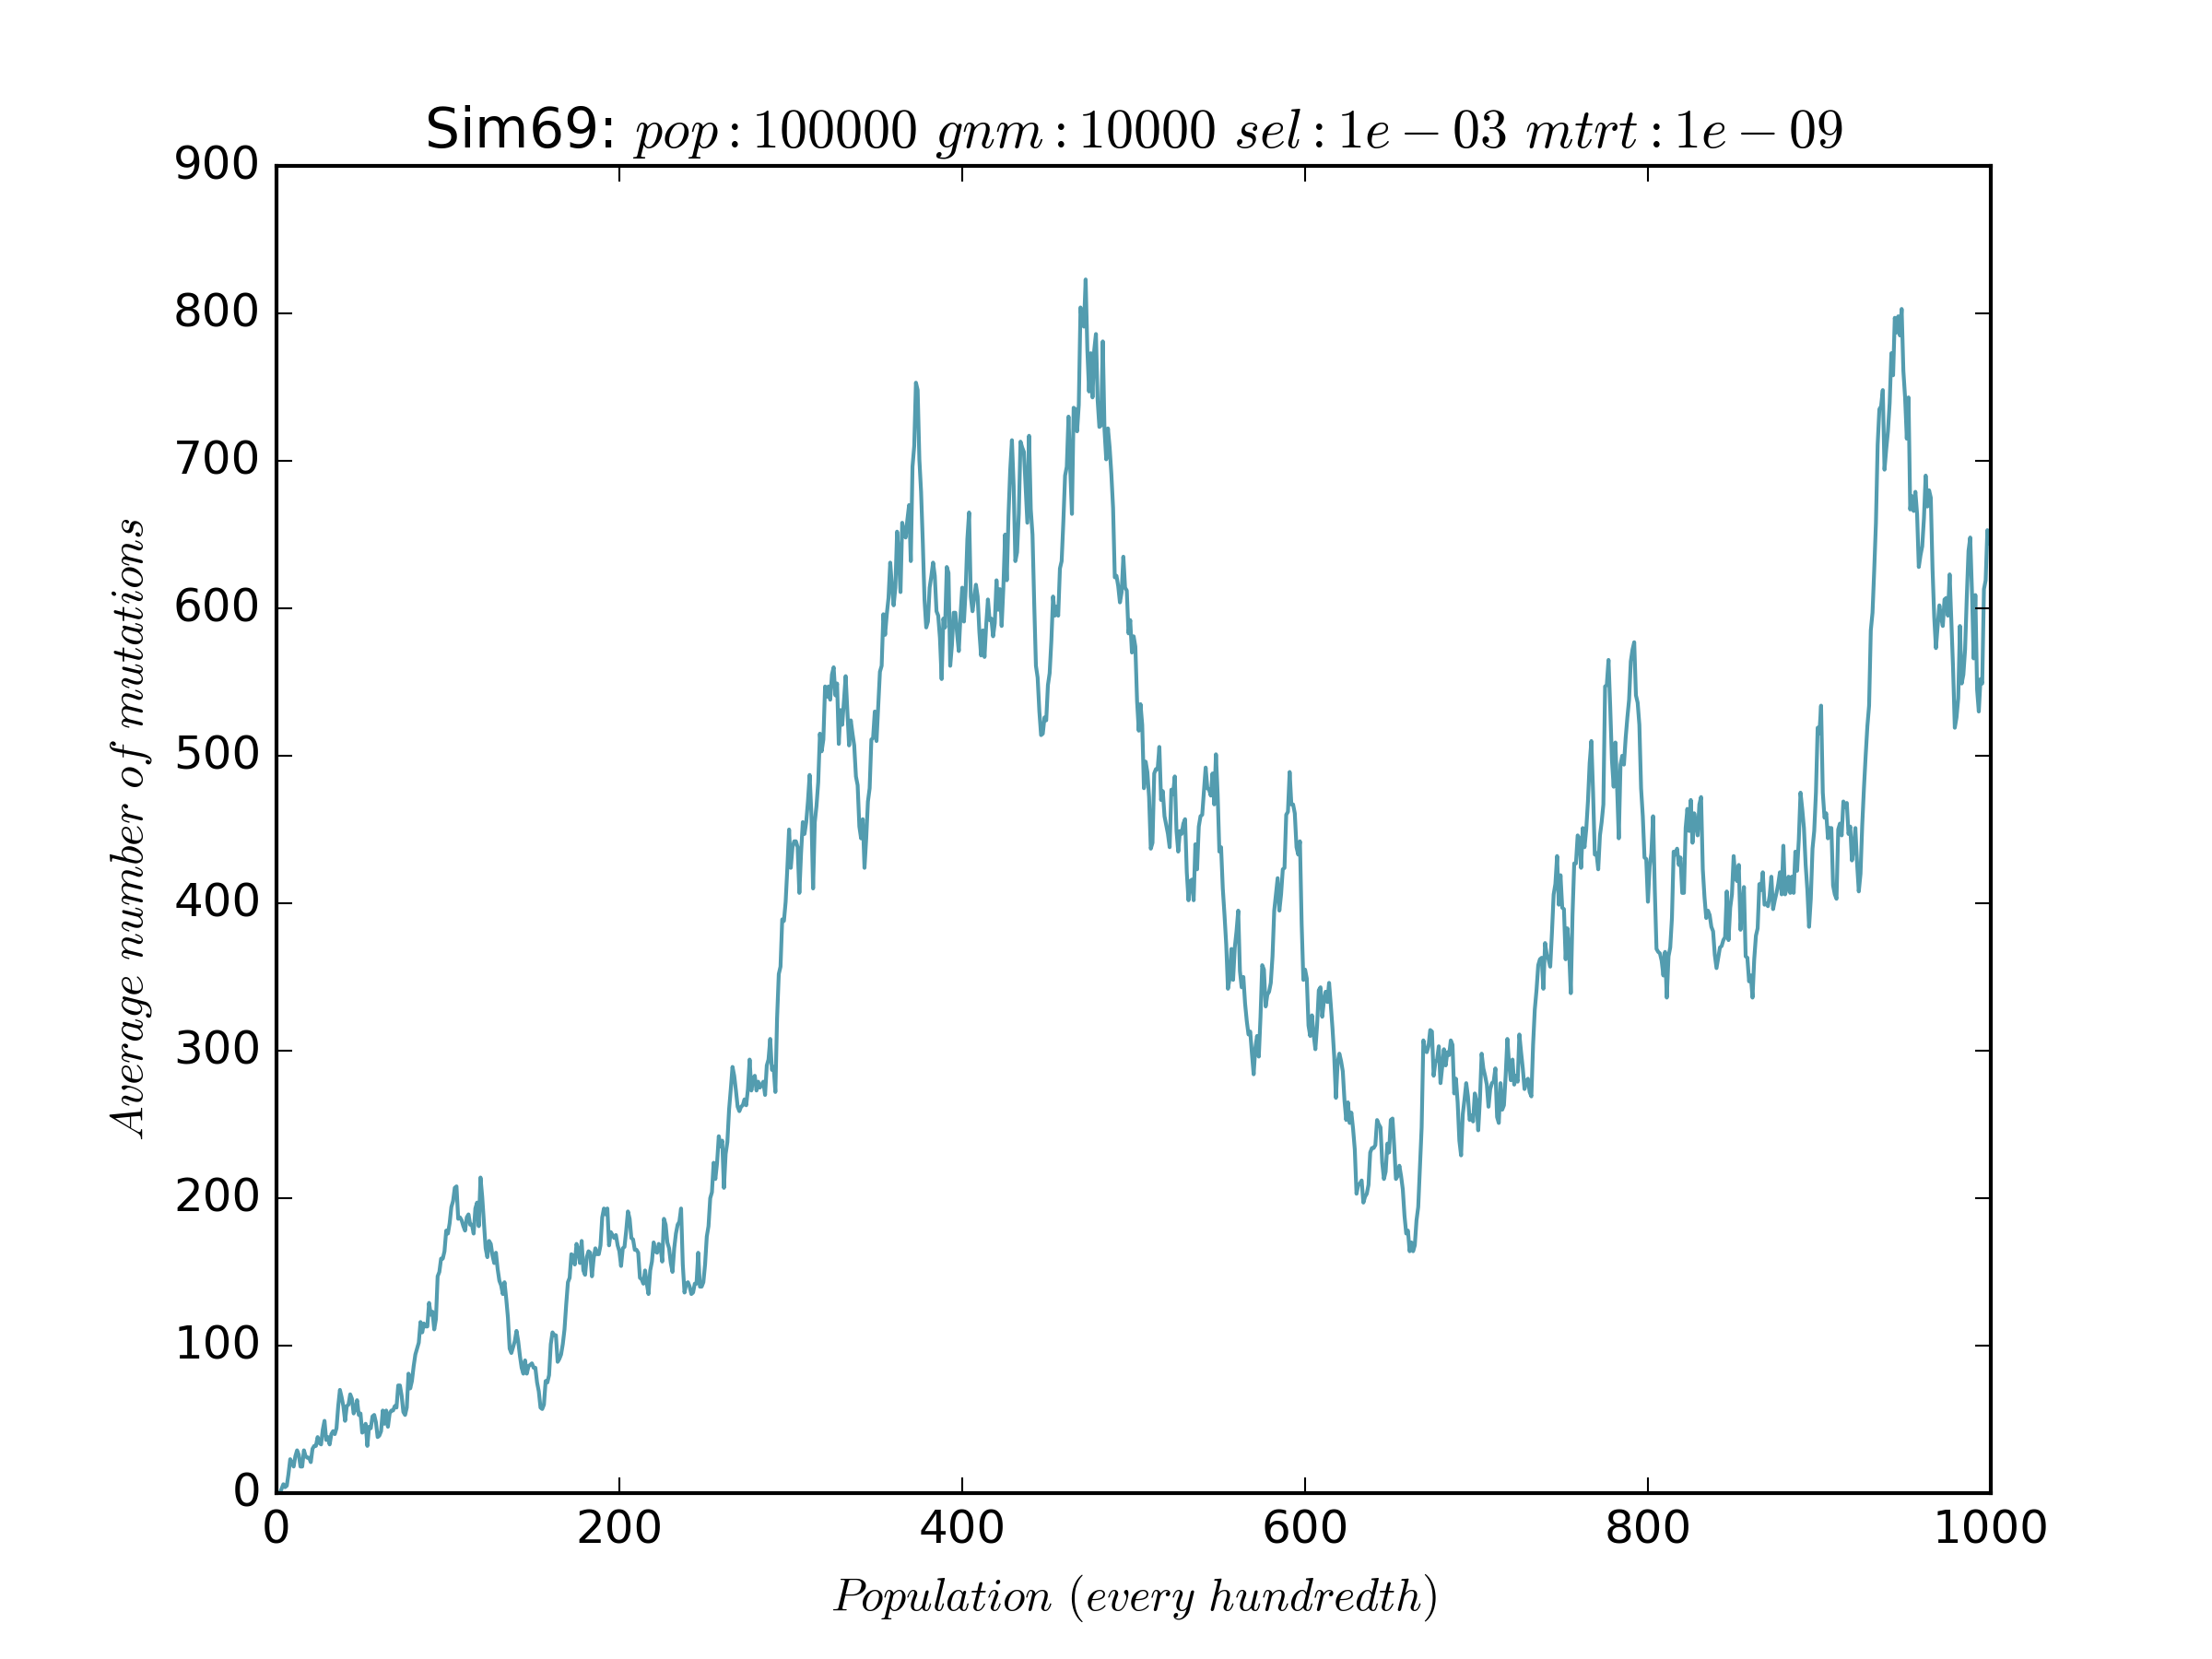 Sim69: pop : 100000 gnm : 10000 sel : 1e − 03 mtrt : 1e − 09
900
800
700
600
500
400
300
200
100
0
Average number of mutations
0 200 400 600 800 1000
Population (every hundredth)